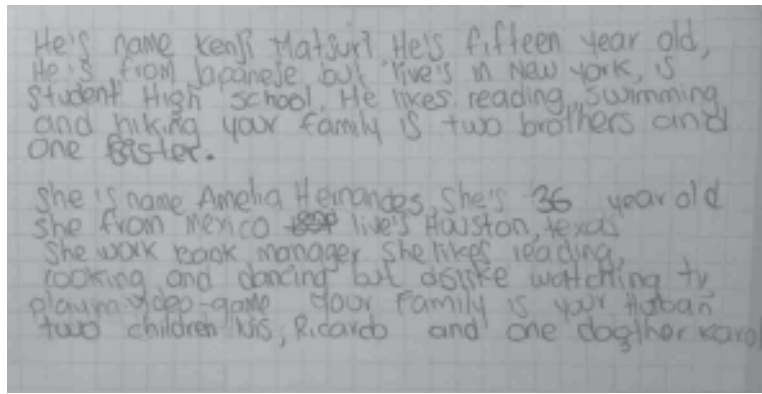 He's name Kenji Matsuri, He's fifteen year old,
He is from Japanese but live's in New york, is
Student High school, He likes reading, swimming
and hiking your family is two brothers and
one sister.
She is name Amelia Hernandes, She's 36 year old
She from Mexico live's Houston, texas
She work Book manager She likes reading,
cooking and dancing but dislike watching tv,
playing video-game your Family is your Husban
two children Luis, Ricardo and one dogther Karol